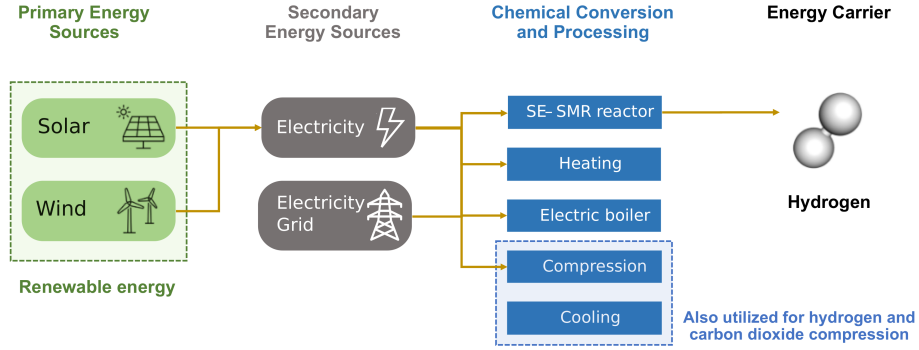 Primary Energy
Sources
Secondary
Energy Sources
Chemical Conversion
and Processing
Energy Carrier
Solar
Wind
Renewable energy
Electricity
Electricity
Grid
SE-SMR reactor
Heating
Electric boiler
Compression
Cooling
Hydrogen
Also utilized for hydrogen and
carbon dioxide compression